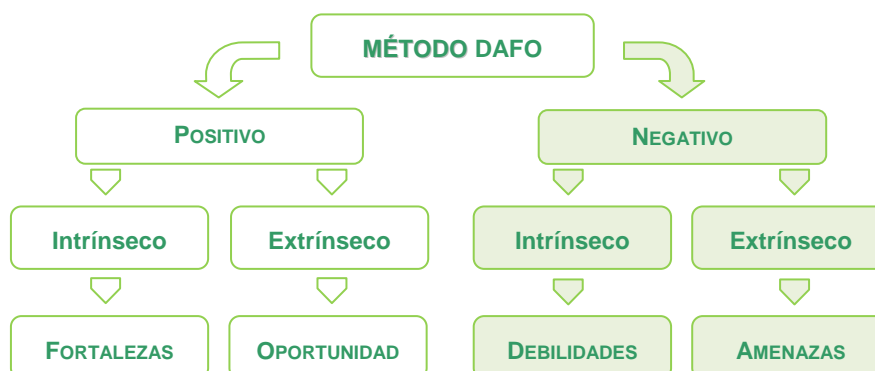 MÉTODO DAFO
POSITIVO
NEGATIVO
Intrínseco
Extrínseco
Intrínseco
Extrínseco
FORTALEZAS
OPORTUNIDAD
DEBILIDADES
AMENAZAS